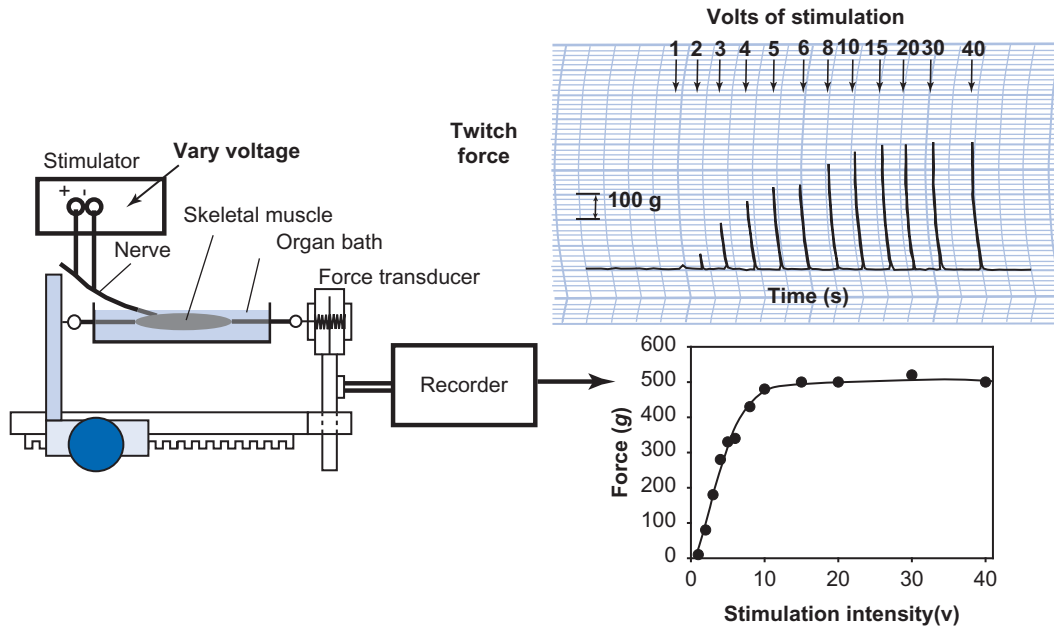 Volts of stimulation
1 2 3 4 5 6 8 10 15 20 30 40
Twitch
force
100 g
Time (s)
Stimulator
Vary voltage
+ -
Skeletal muscle
Organ bath
Nerve
Force transducer
Recorder
600
500
400
300
200
100
0
Force (g)
0 10 20 30 40
Stimulation intensity(v)